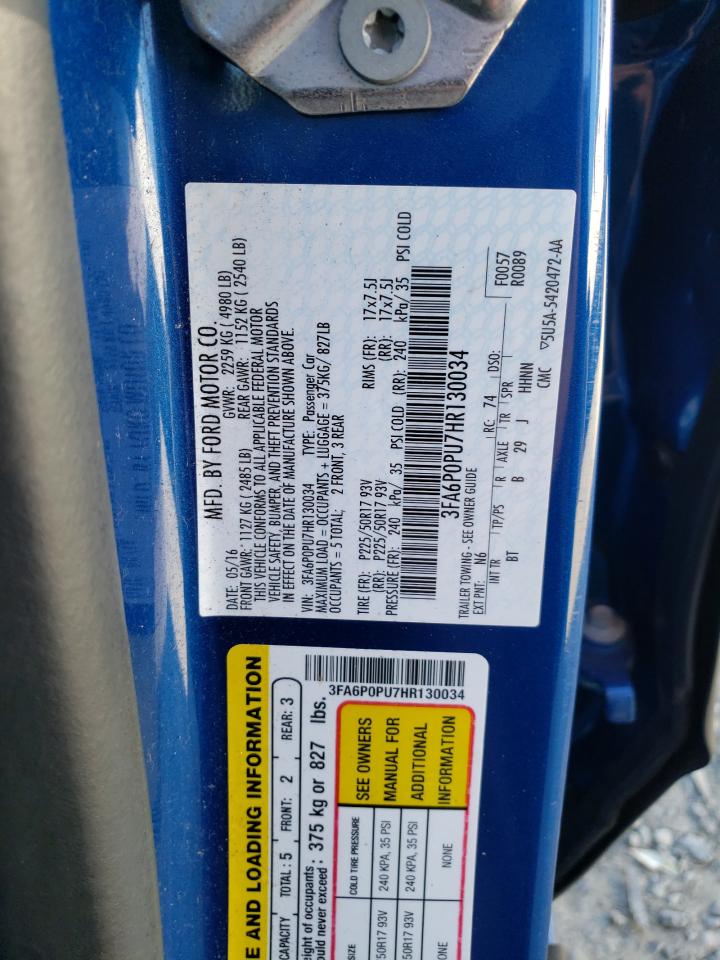 MFD. BY FORD MOTOR CO.
DATE: 05/16 GVWR: 2259 KG ( 4980 LB)
FRONT GAWR: 1127 KG ( 2485 LB) REAR GAWR: 1152 KG ( 2540 LB)
THIS VEHICLE CONFORMS TO ALL APPLICABLE FEDERAL MOTOR
VEHICLE SAFETY, BUMPER, AND THEFT PREVENTION STANDARDS
IN EFFECT ON THE DATE OF MANUFACTURE SHOWN ABOVE.
VIN: 3FA6P0PU7HR130034 TYPE: Passenger Car
MAXIMUM LOAD = OCCUPANTS + LUGGAGE = 375KG/ 827LB
OCCUPANTS = 5 TOTAL; 2 FRONT, 3 REAR
TIRE (FR): P225/50R17 93V RIMS (FR): 17x7.5J
(RR): P225/50R17 93V (RR): 17x7.5J
PRESSURE (FR): 240 kPa/ 35 PSI COLD (RR): 240 kPa/ 35 PSI COLD
3FA6P0PU7HR130034
TRAILER TOWING - SEE OWNER GUIDE
EXT PNT: N6 RC: 74 DSO: F0057
R0089
INT TR TP/PS R AXLE TR SPR
BT B 29 J HHNN
CMC ▽5U5A-5420472-AA
E AND LOADING INFORMATION
CAPACITY TOTAL : 5 FRONT: 2 REAR: 3
eight of occupants
ould never exceed : 375 kg or 827 lbs.
3FA6P0PU7HR130034
SIZE COLD TIRE PRESSURE
50R17 93V 240 KPA, 35 PSI
50R17 93V 240 KPA, 35 PSI
ONE NONE
SEE OWNERS
MANUAL FOR
ADDITIONAL
INFORMATION